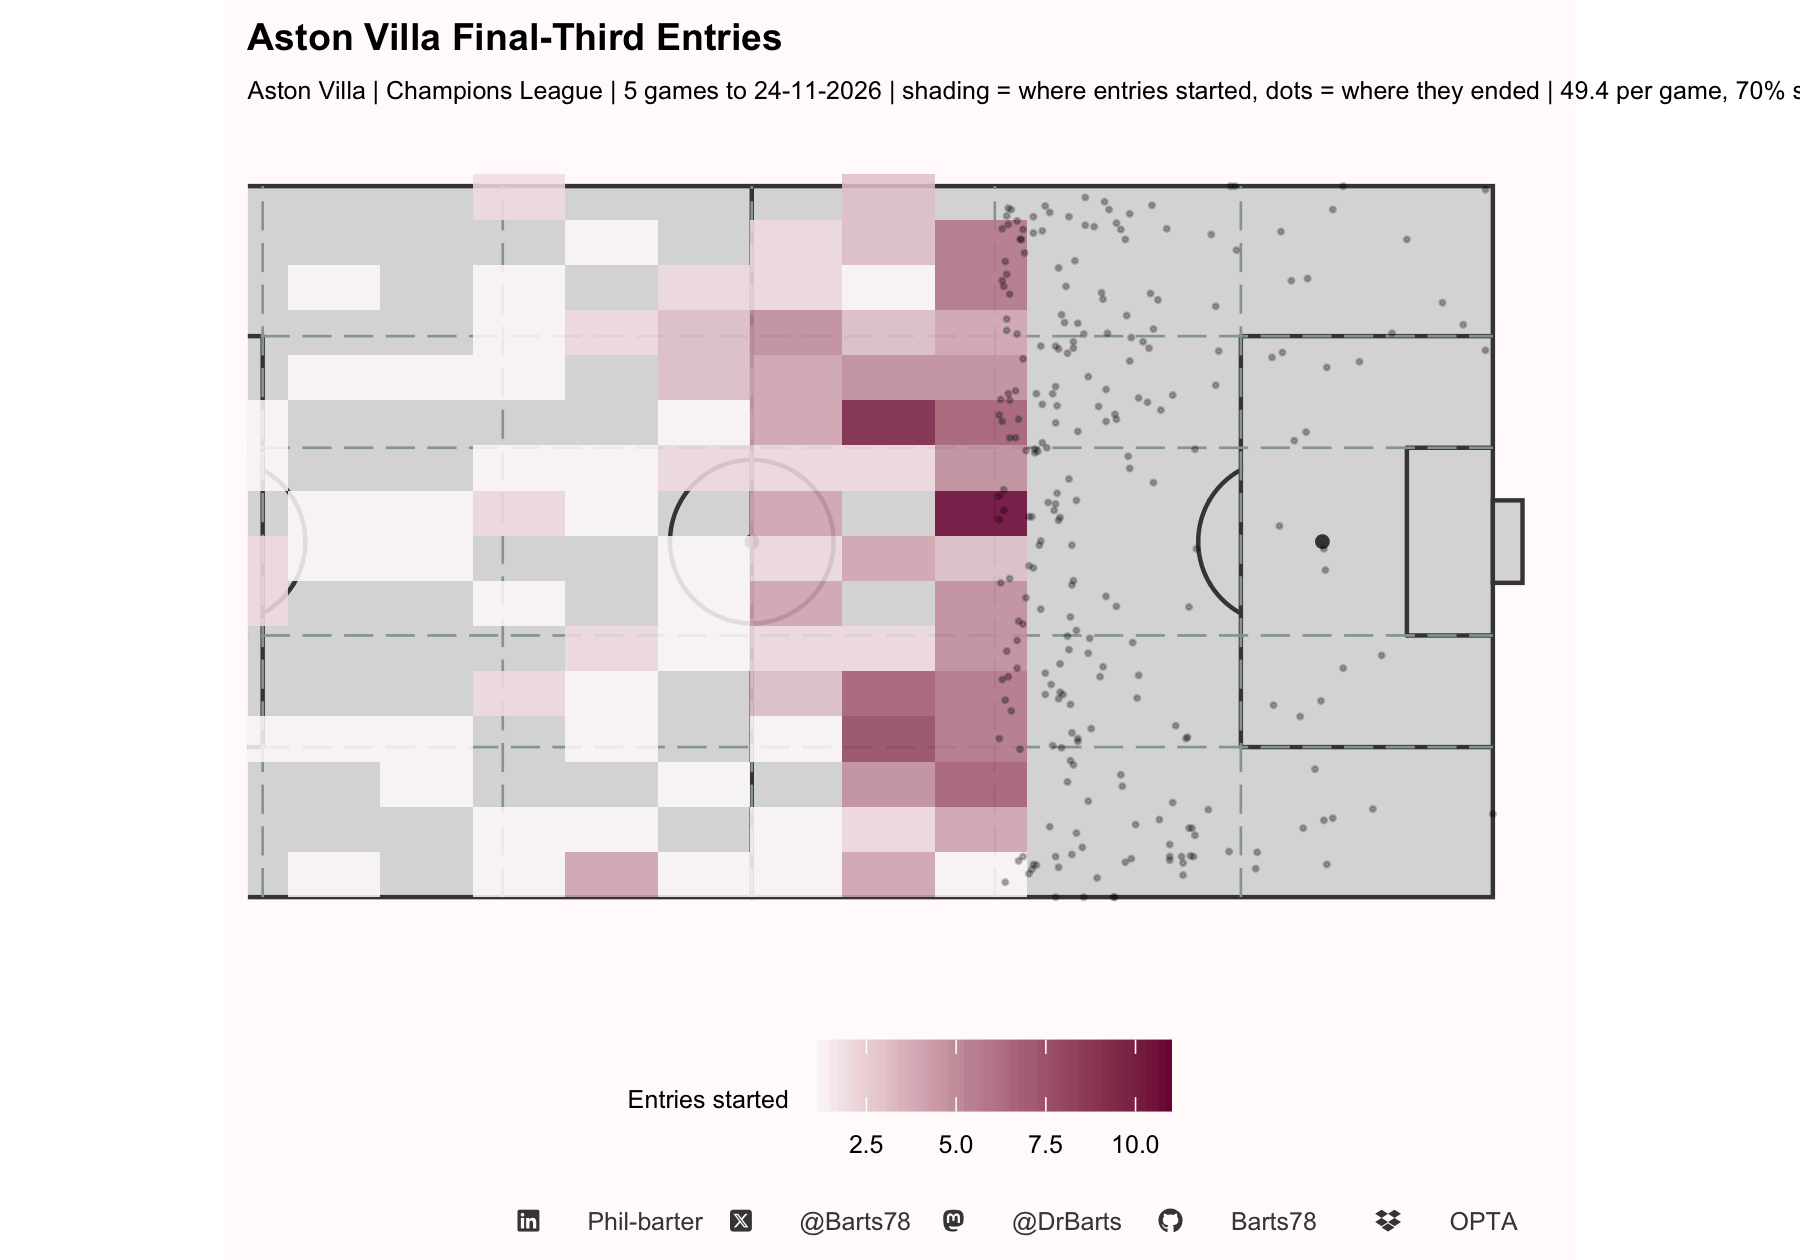 Aston Villa Final-Third Entries
Aston Villa | Champions League | 5 games to 24-11-2026 | shading = where entries started, dots = where they ended | 49.4 per game, 70%
Entries started
2.5 5.0 7.5 10.0
Phil-barter @Barts78 @DrBarts Barts78 OPTA